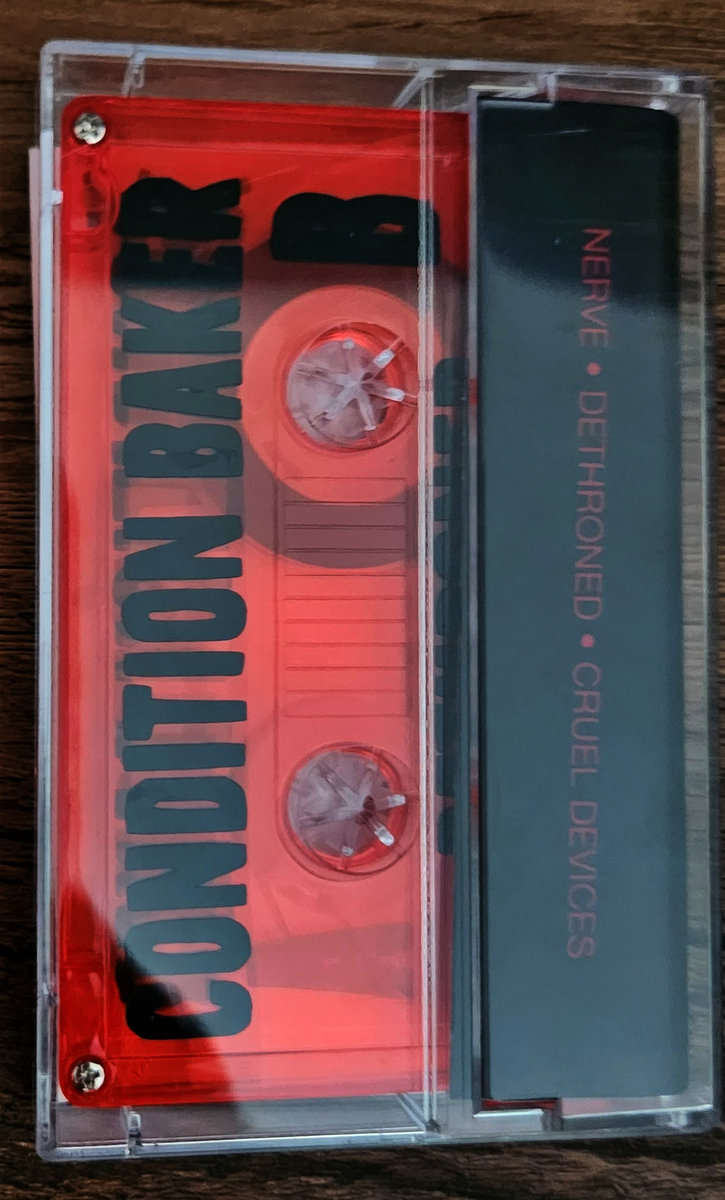 CONDITION BAKER
B
NERVE • DETHRONED • CRUEL DEVICES